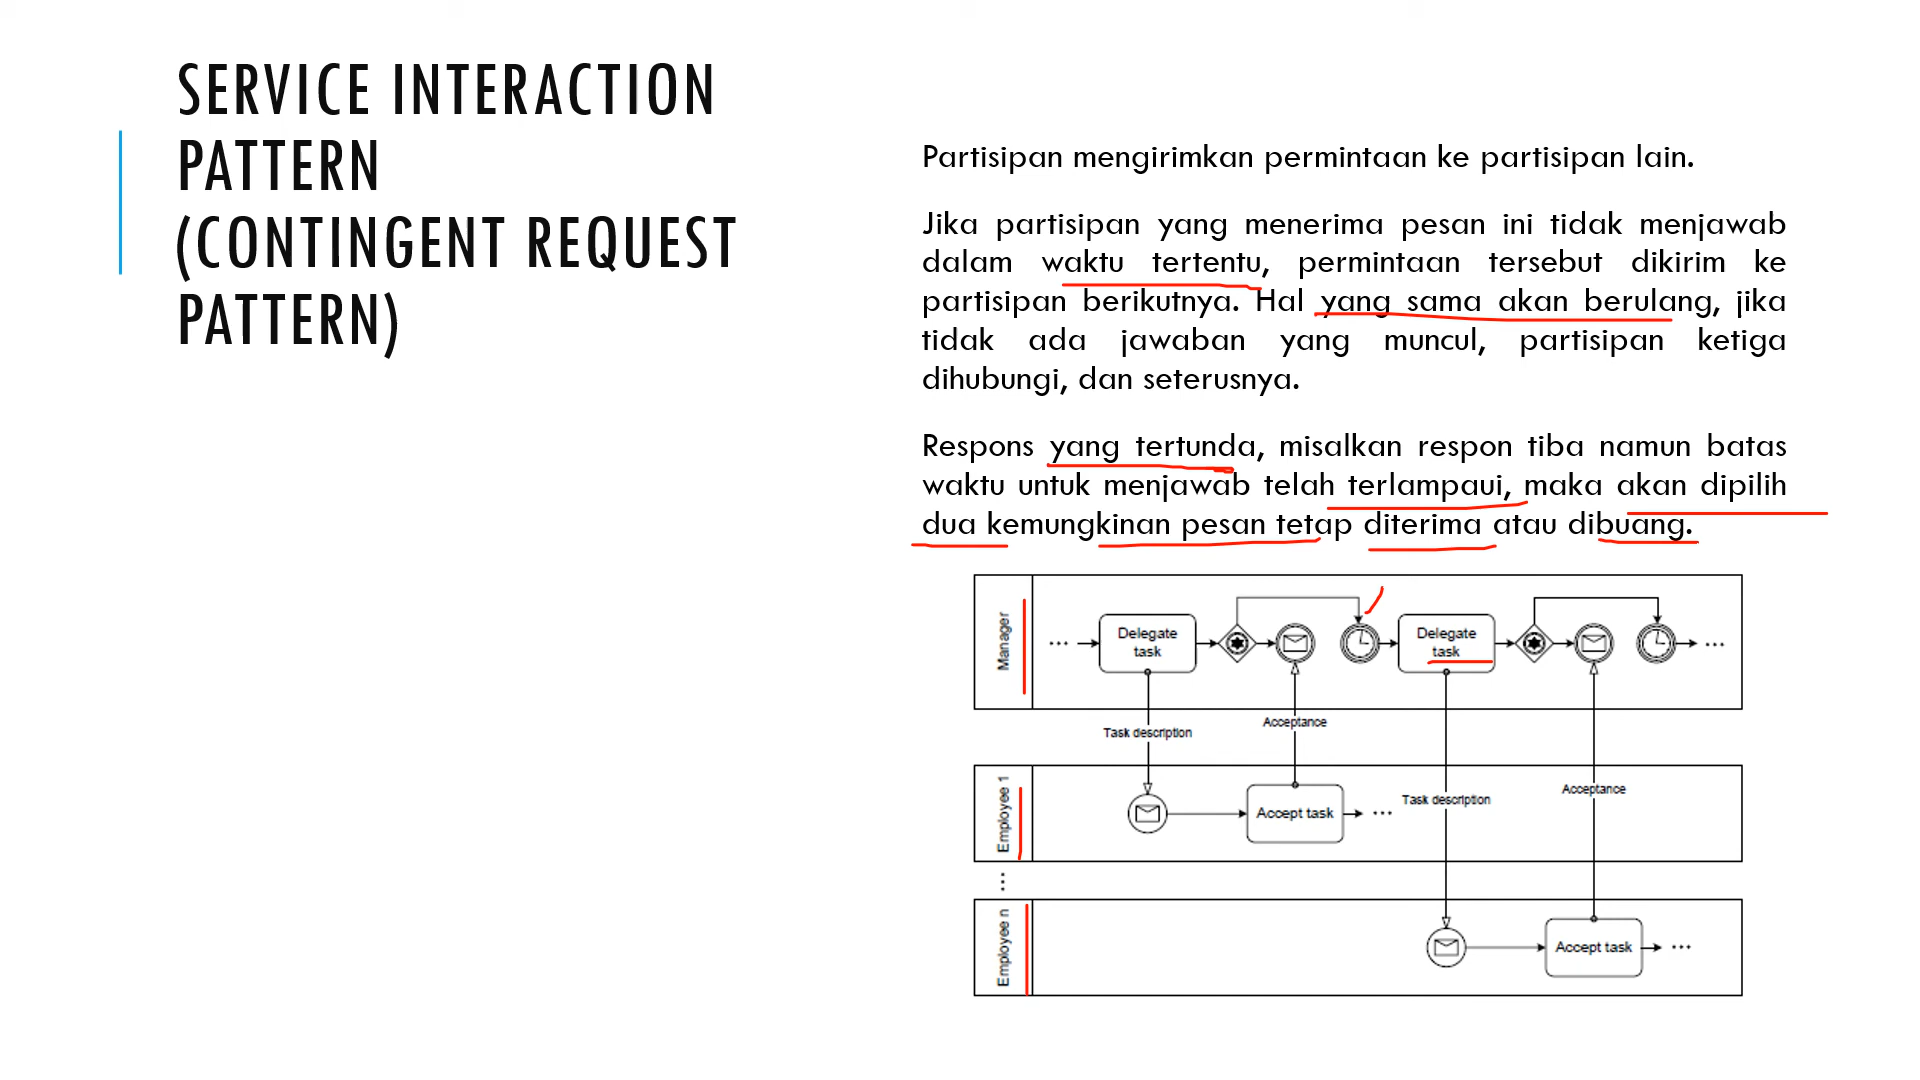 SERVICE INTERACTION
PATTERN
(CONTINGENT REQUEST
PATTERN)
Partisipan mengirimkan permintaan ke partisipan lain.
Jika partisipan yang menerima pesan ini tidak menjawab
dalam waktu tertentu, permintaan tersebut dikirim ke
partisipan berikutnya. Hal yang sama akan berulang, jika
tidak ada jawaban yang muncul, partisipan ketiga
dihubungi, dan seterusnya.
Respons yang tertunda, misalkan respon tiba namun batas
waktu untuk menjawab telah terlampaui, maka akan dipilih
dua kemungkinan pesan tetap diterima atau dibuang.
Manager
...
Delegate
task
Delegate
task
...
Task description
Acceptance
Employee 1
Accept task
...
Task description
Acceptance
...
Employee n
Accept task
...